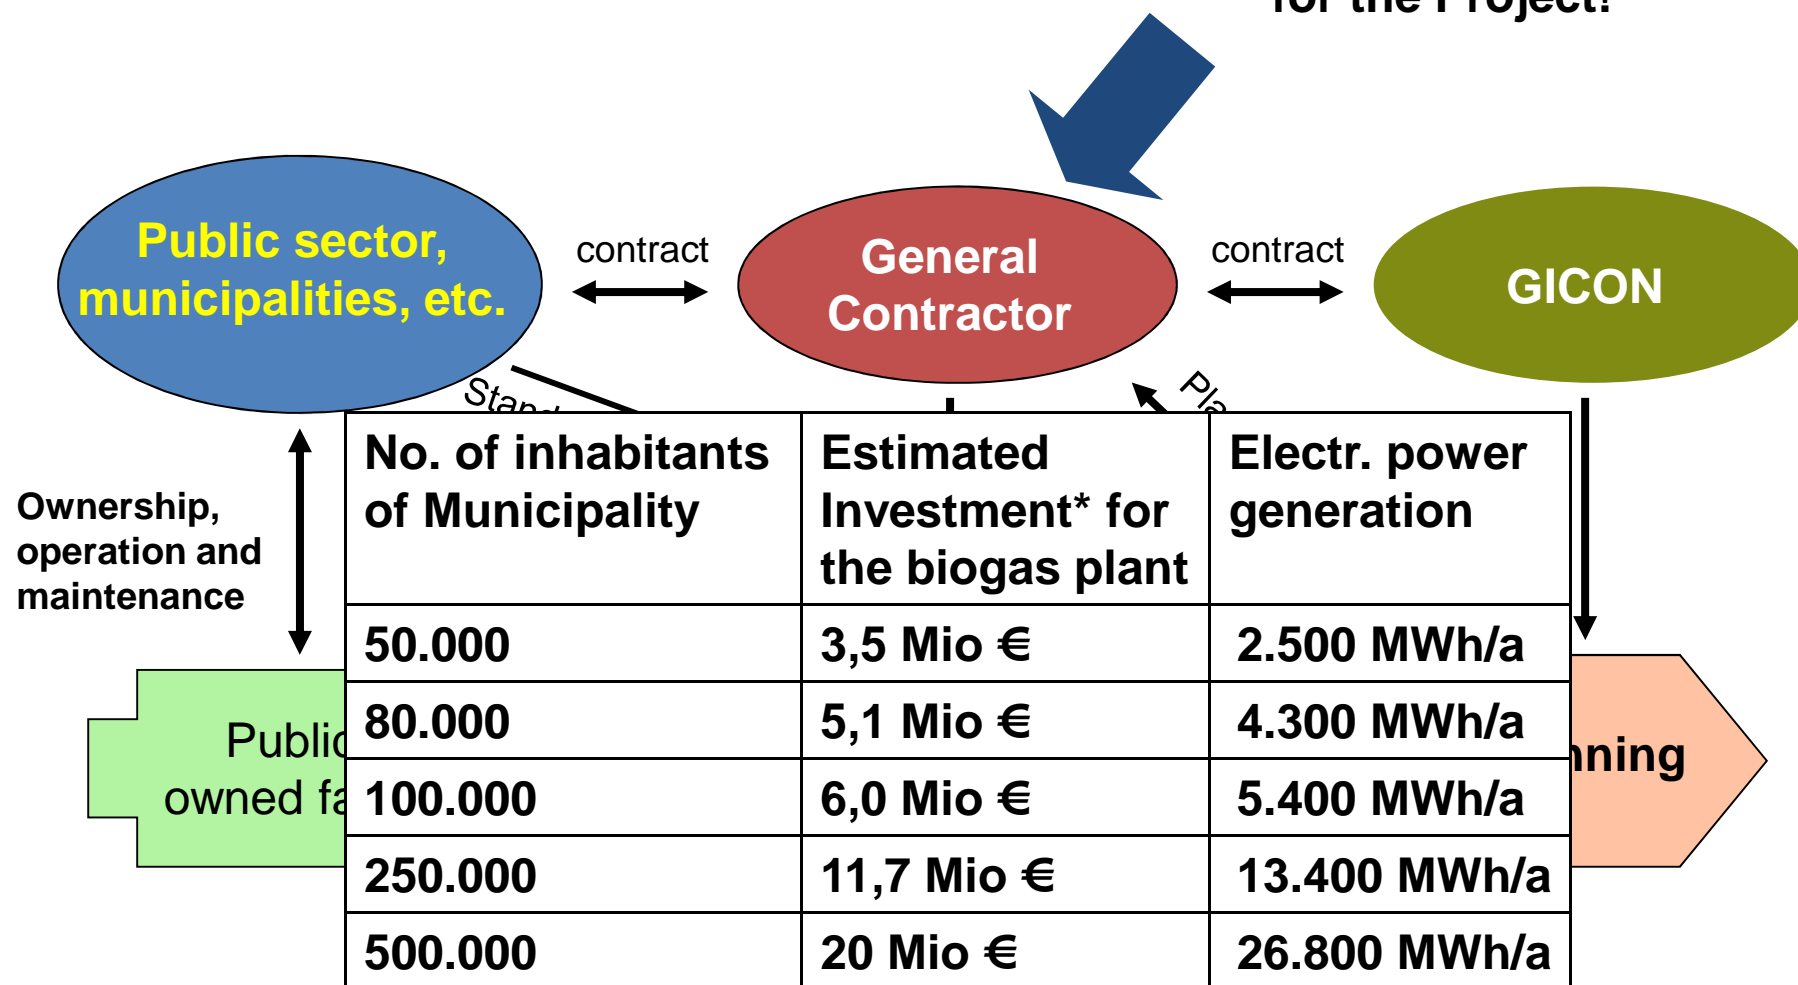 for the Project!
Public sector,
municipalities, etc.
contract
General
Contractor
contract
GICON
Ownership,
operation and
maintenance
No. of inhabitants
of Municipality
Estimated
Investment* for
the biogas plant
Electr. power
generation
50.000 3,5 Mio € 2.500 MWh/a
80.000 5,1 Mio € 4.300 MWh/a
100.000 6,0 Mio € 5.400 MWh/a
250.000 11,7 Mio € 13.400 MWh/a
500.000 20 Mio € 26.800 MWh/a
Public
owned